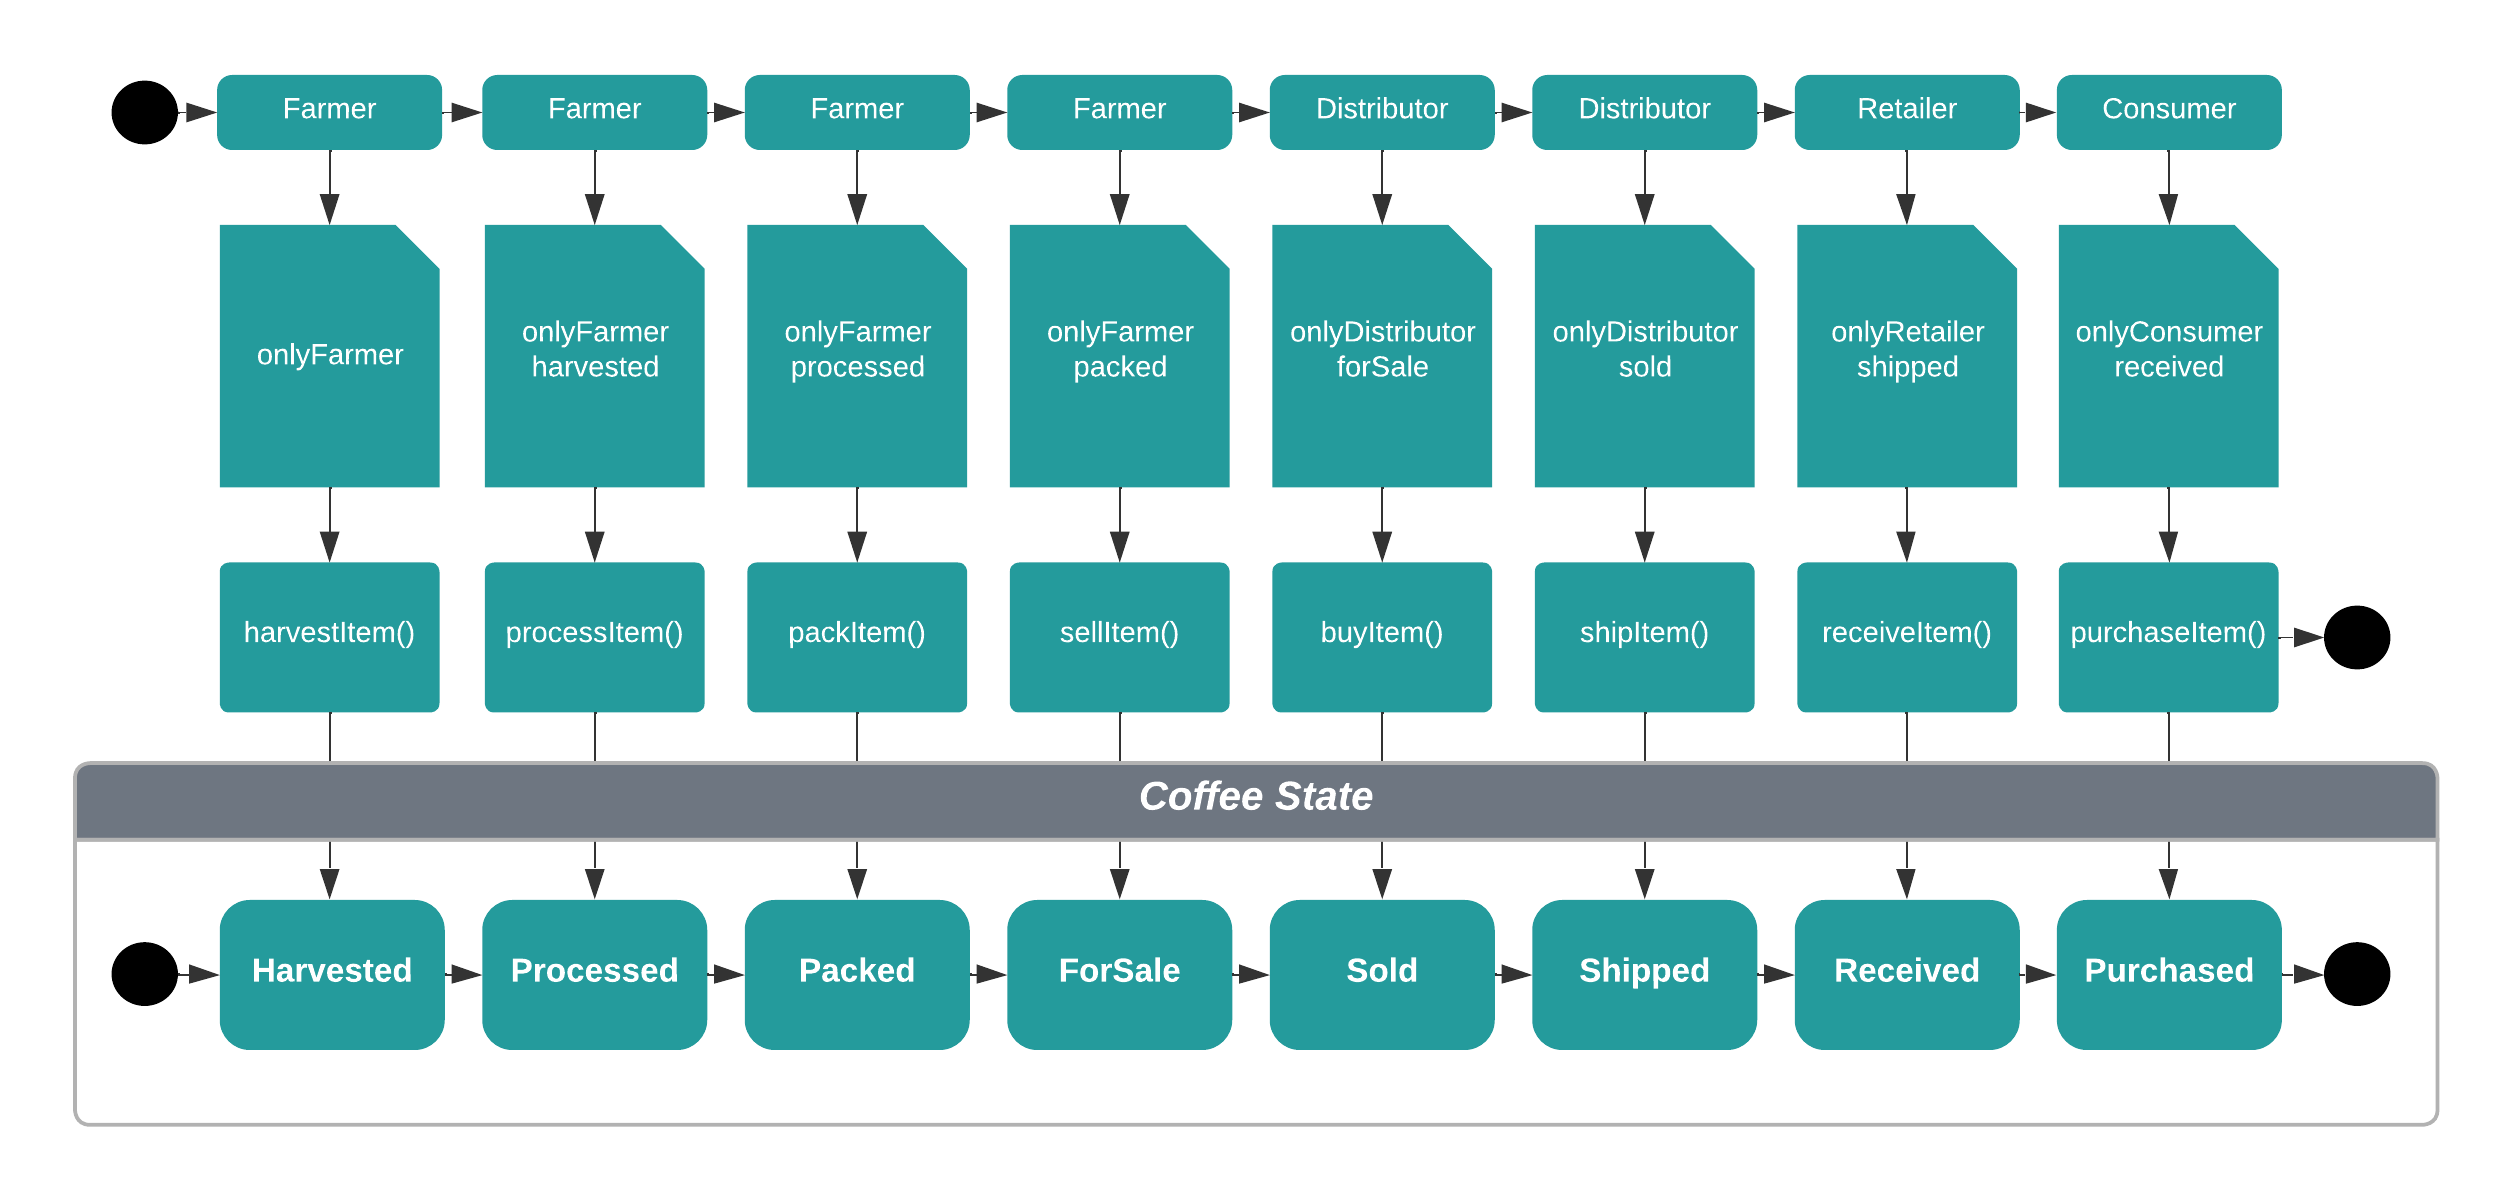 Farmer
Farmer
Farmer
Farmer
Distributor
Distributor
Retailer
Consumer
onlyFarmer
onlyFarmer
harvested
onlyFarmer
processed
onlyFarmer
packed
onlyDistributor
forSale
onlyDistributor
sold
onlyRetailer
shipped
onlyConsumer
received
harvestItem()
processItem()
packItem()
sellItem()
buyItem()
shipItem()
receiveItem()
purchaseItem()
Coffee State
Harvested
Processed
Packed
ForSale
Sold
Shipped
Received
Purchased